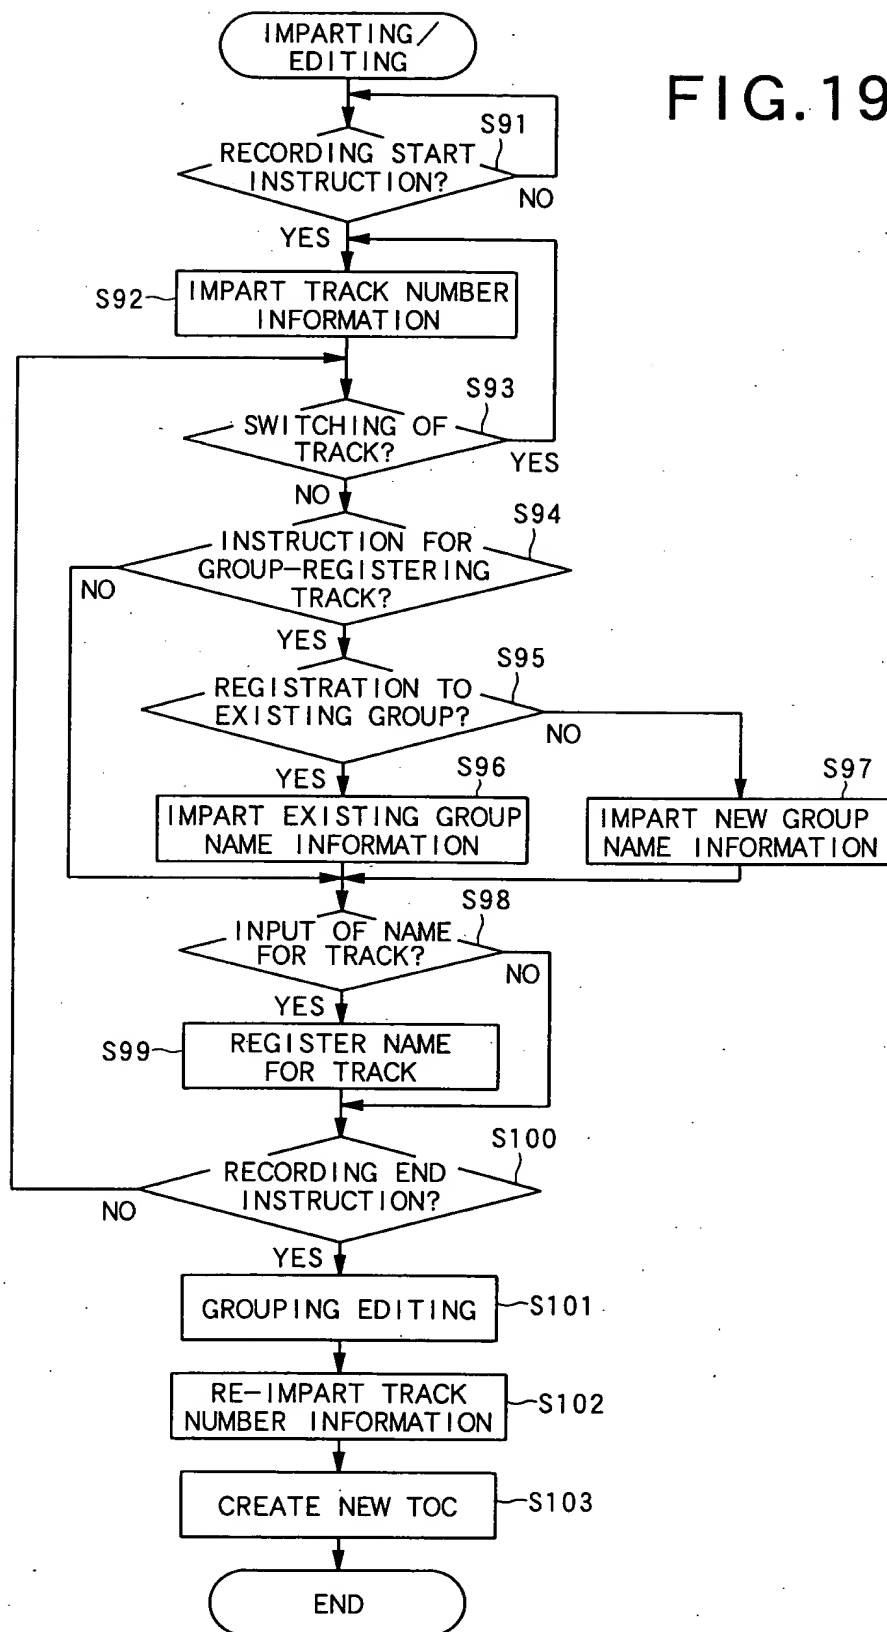 IMPARTING/
EDITING
FIG.19
S91
RECORDING START
INSTRUCTION?
NO
YES
S92
IMPART TRACK NUMBER
INFORMATION
S93
SWITCHING OF
TRACK?
YES
NO
S94
INSTRUCTION FOR
GROUP-REGISTERING
TRACK?
NO
YES
S95
REGISTRATION TO
EXISTING GROUP?
NO
YES
S96
S97
IMPART EXISTING GROUP
NAME INFORMATION
IMPART NEW GROUP
NAME INFORMATION
S98
INPUT OF NAME
FOR TRACK?
NO
YES
S99
REGISTER NAME
FOR TRACK
S100
RECORDING END
INSTRUCTION?
NO
YES
GROUPING EDITING
S101
RE-IMPART TRACK
NUMBER INFORMATION
S102
CREATE NEW TOC
S103
END